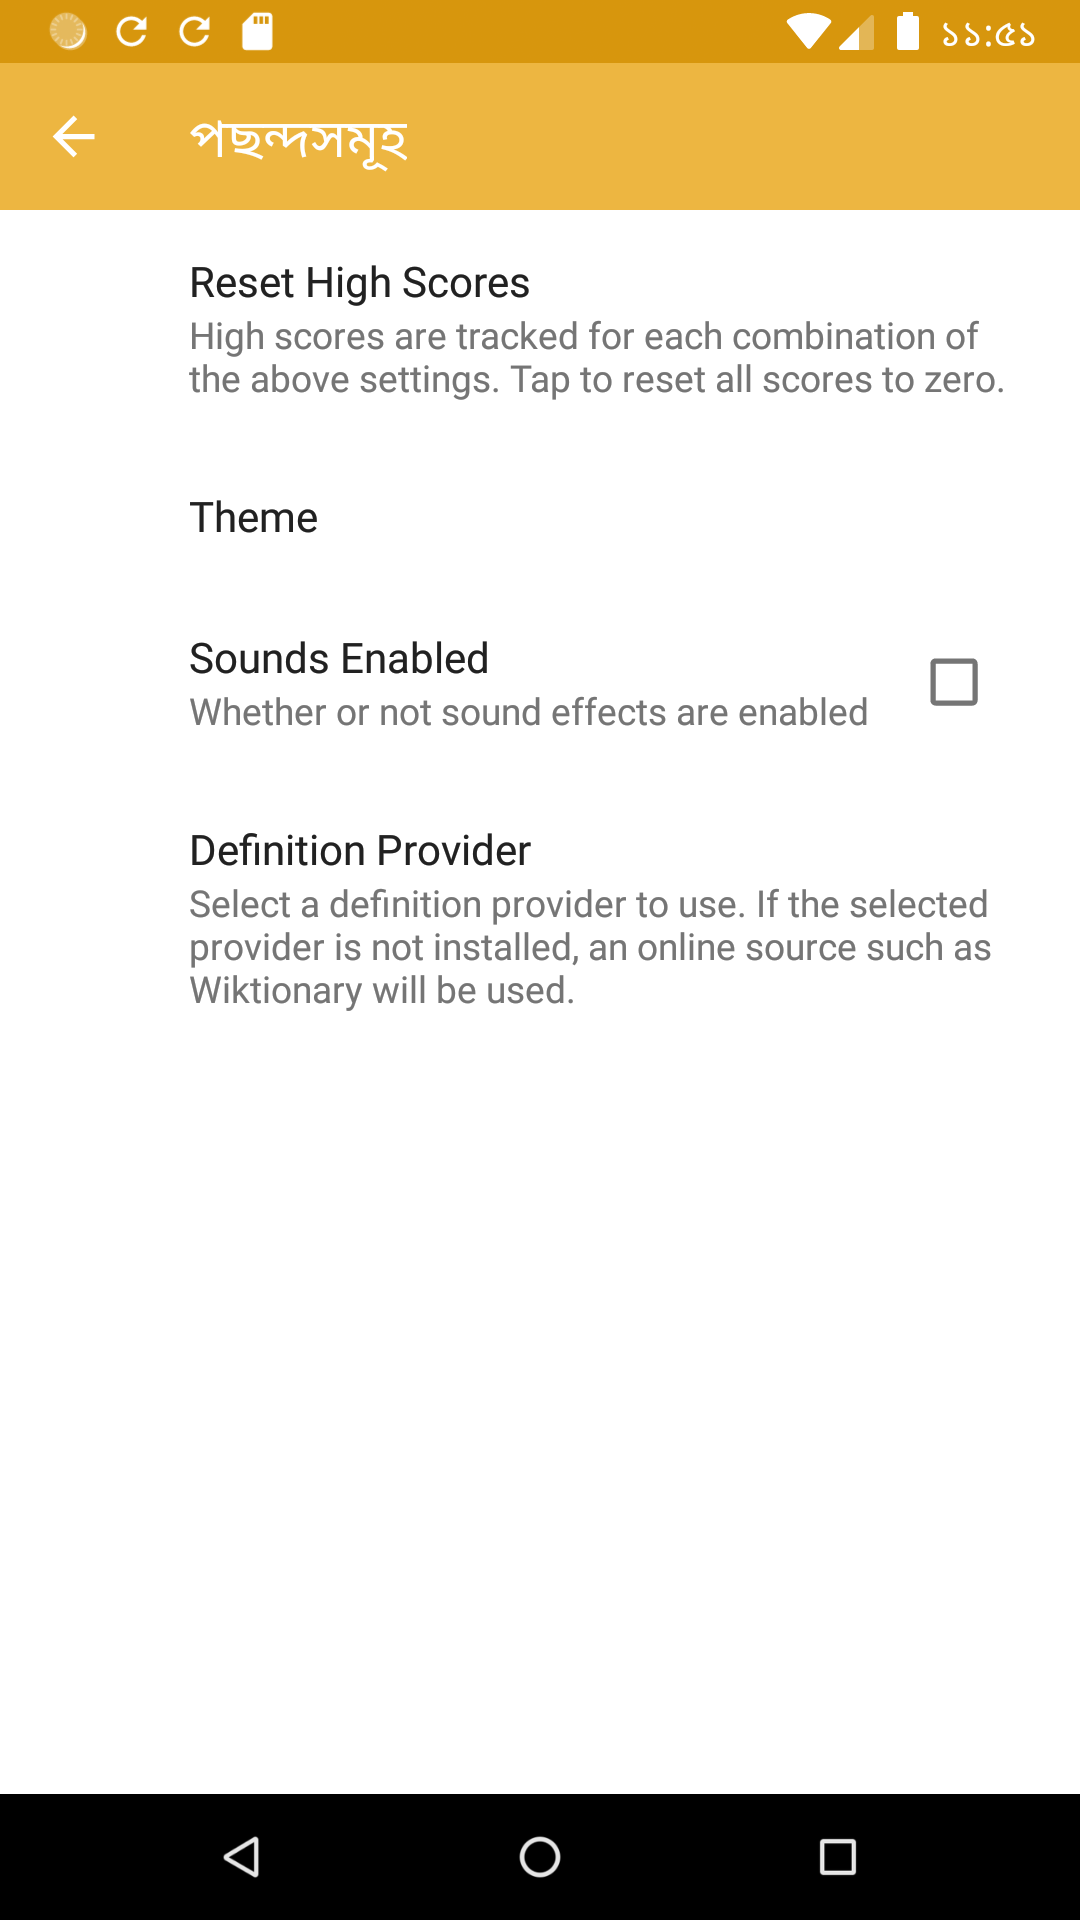 ১১:৫১
পছন্দসমূহ
Reset High Scores
High scores are tracked for each combination of
the above settings. Tap to reset all scores to zero.
Theme
Sounds Enabled
Whether or not sound effects are enabled
Definition Provider
Select a definition provider to use. If the selected
provider is not installed, an online source such as
Wiktionary will be used.